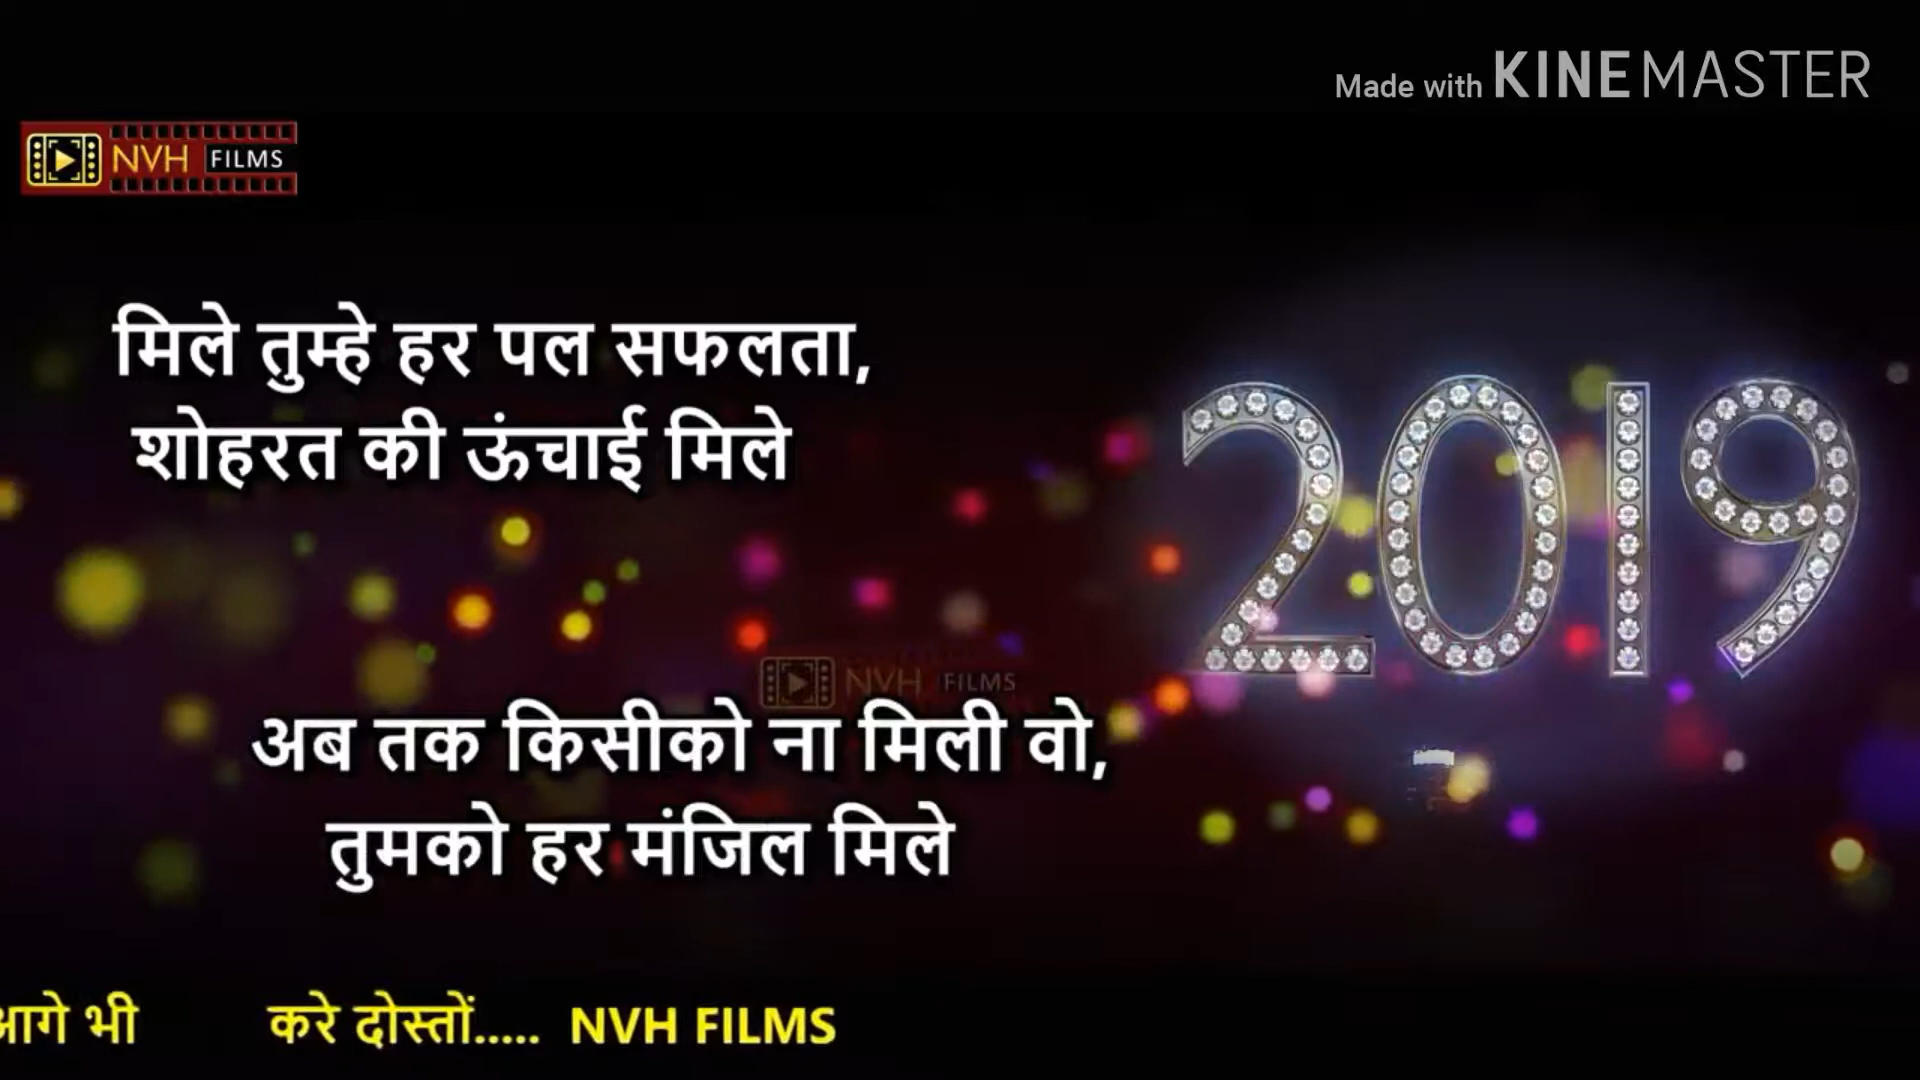 Made with KINEMASTER
NVH FILMS
मिले तुम्हे हर पल सफलता,
शोहरत की ऊंचाई मिले
2019
NVH FILMS
अब तक किसीको ना मिली वो,
तुमको हर मंजिल मिले
आगे भी करे दोस्तों..... NVH FILMS